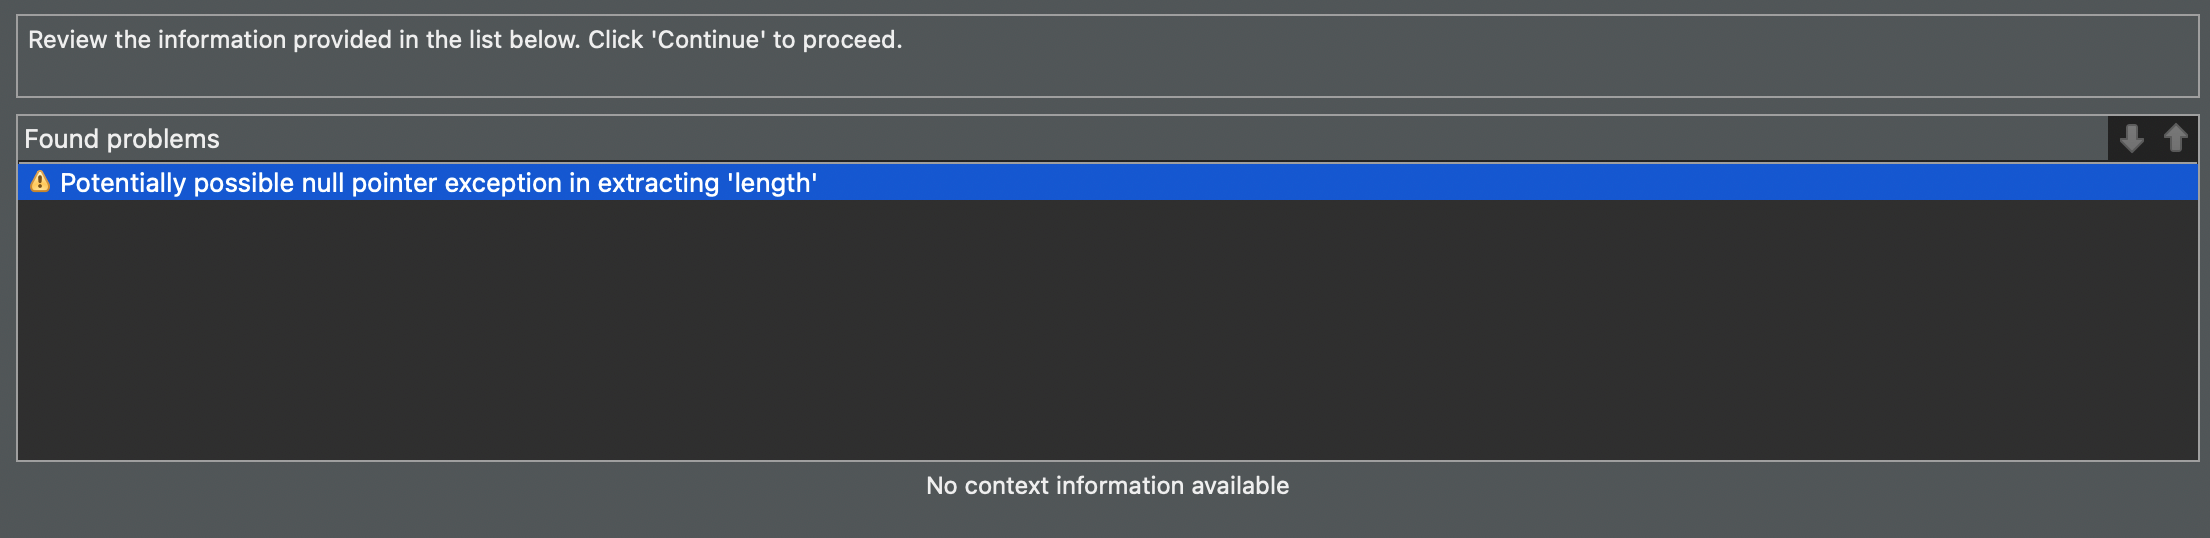 Review the information provided in the list below. Click 'Continue' to proceed.
Found problems
Potentially possible null pointer exception in extracting 'length'
No context information available